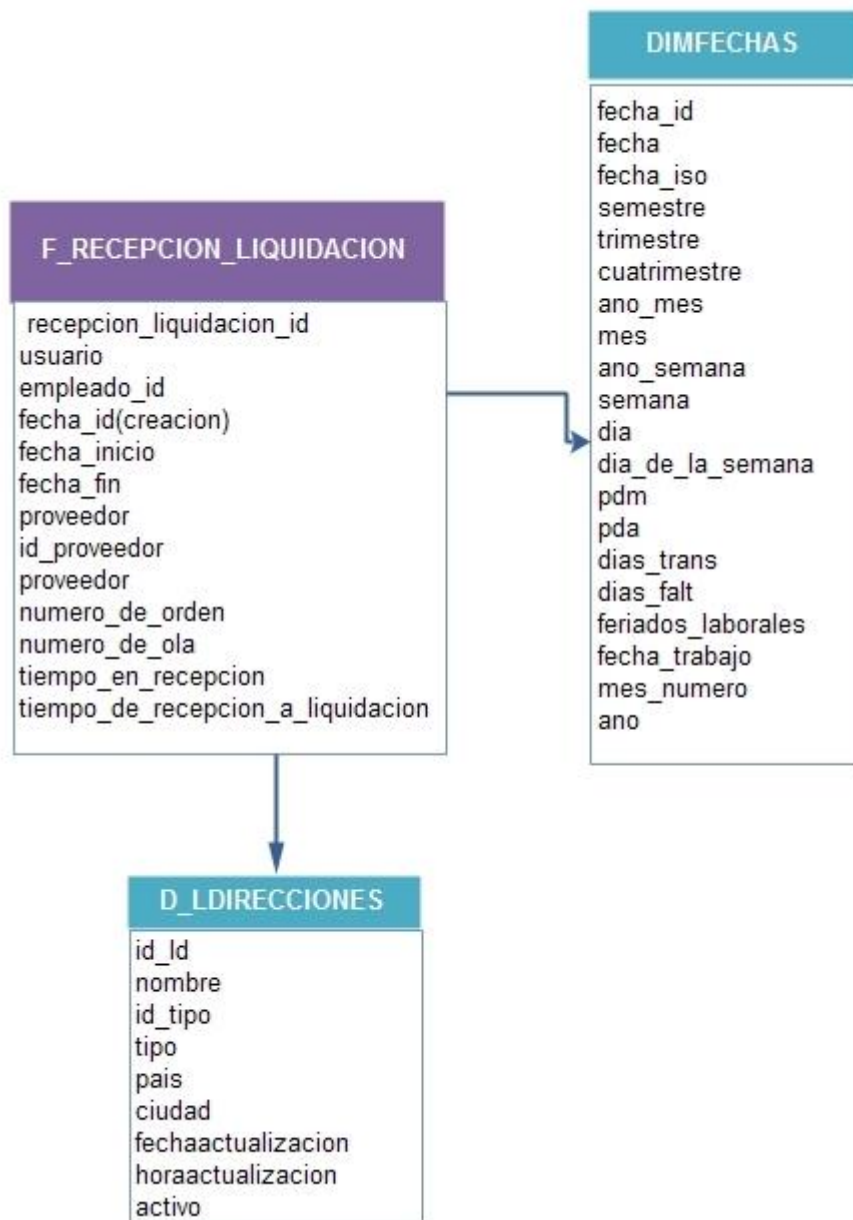 DIMFECHAS
fecha_id
fecha
fecha_iso
semestre
trimestre
cuatrimestre
ano_mes
mes
ano_semana
semana
dia
dia_de_la_semana
pdm
pda
dias_trans
dias_falt
feriados_laborales
fecha_trabajo
mes_numero
ano
F_RECEPCION_LIQUIDACION
recepcion_liquidacion_id
usuario
empleado_id
fecha_id(creacion)
fecha_inicio
fecha_fin
proveedor
id_proveedor
proveedor
numero_de_orden
numero_de_ola
tiempo_en_recepcion
tiempo_de_recepcion_a_liquidacion
D_LDIRECCIONES
id_ld
nombre
id_tipo
tipo
pais
ciudad
fechaactualizacion
horaactualizacion
activo